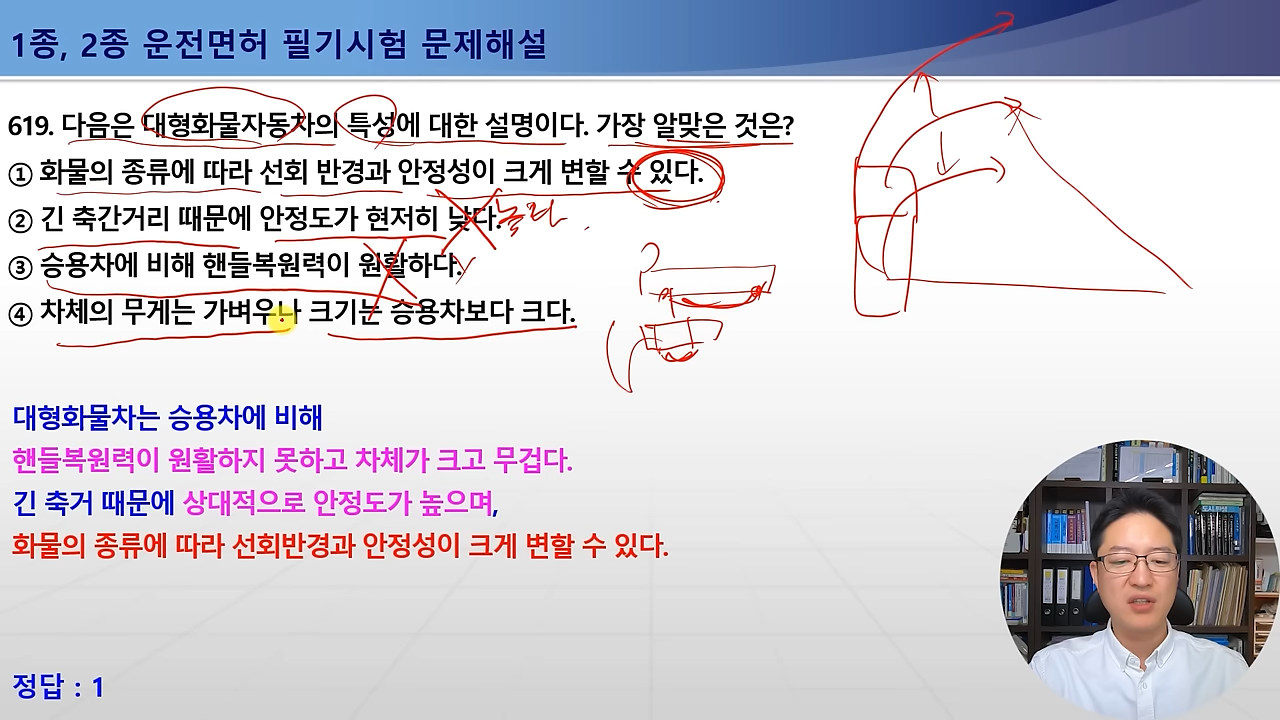 1종, 2종 운전면허 필기시험 문제해설
619. 다음은 대형화물자동차의 특성에 대한 설명이다. 가장 알맞은 것은?
① 화물의 종류에 따라 선회 반경과 안정성이 크게 변할 수 있다.
② 긴 축간거리 때문에 안정도가 현저히 낮다. 높다.
③ 승용차에 비해 핸들복원력이 원활하다.
④ 차체의 무게는 가벼우나 크기는 승용차보다 크다.
대형화물차는 승용차에 비해
핸들복원력이 원활하지 못하고 차체가 크고 무겁다.
긴 축거 때문에 상대적으로 안정도가 높으며,
화물의 종류에 따라 선회반경과 안정성이 크게 변할 수 있다.
정답 : 1